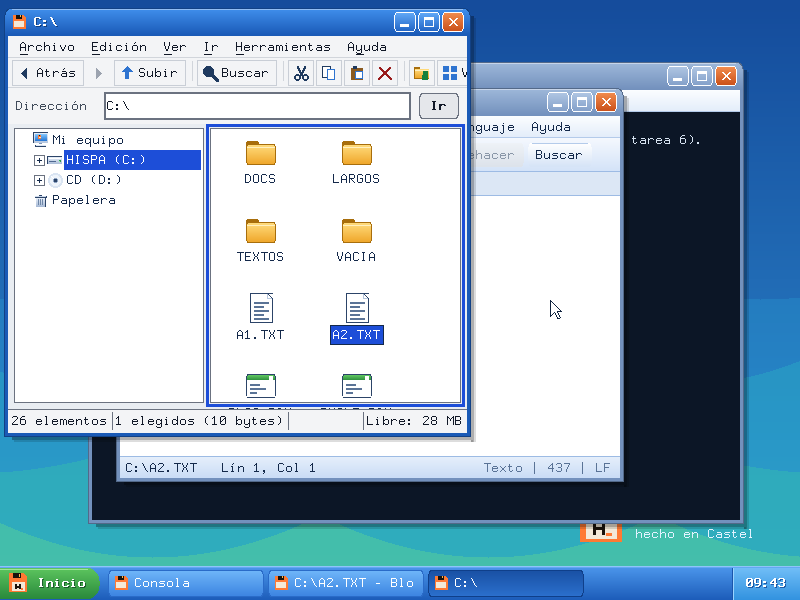 C:\
Archivo Edición Ver Ir Herramientas Ayuda
Atrás Subir Buscar
Dirección C:\ Ir
Mi equipo
HISPA (C:)
CD (D:)
Papelera
DOCS LARGOS
TEXTOS VACIA
A1.TXT A2.TXT
26 elementos 1 elegidos (10 bytes) Libre: 28 MB
Ayuda
Buscar
tarea 6).
C:\A2.TXT Lín 1, Col 1 Texto | 437 | LF
H_ hecho en Castel
Inicio Consola C:\A2.TXT - Blo C:\ 09:43